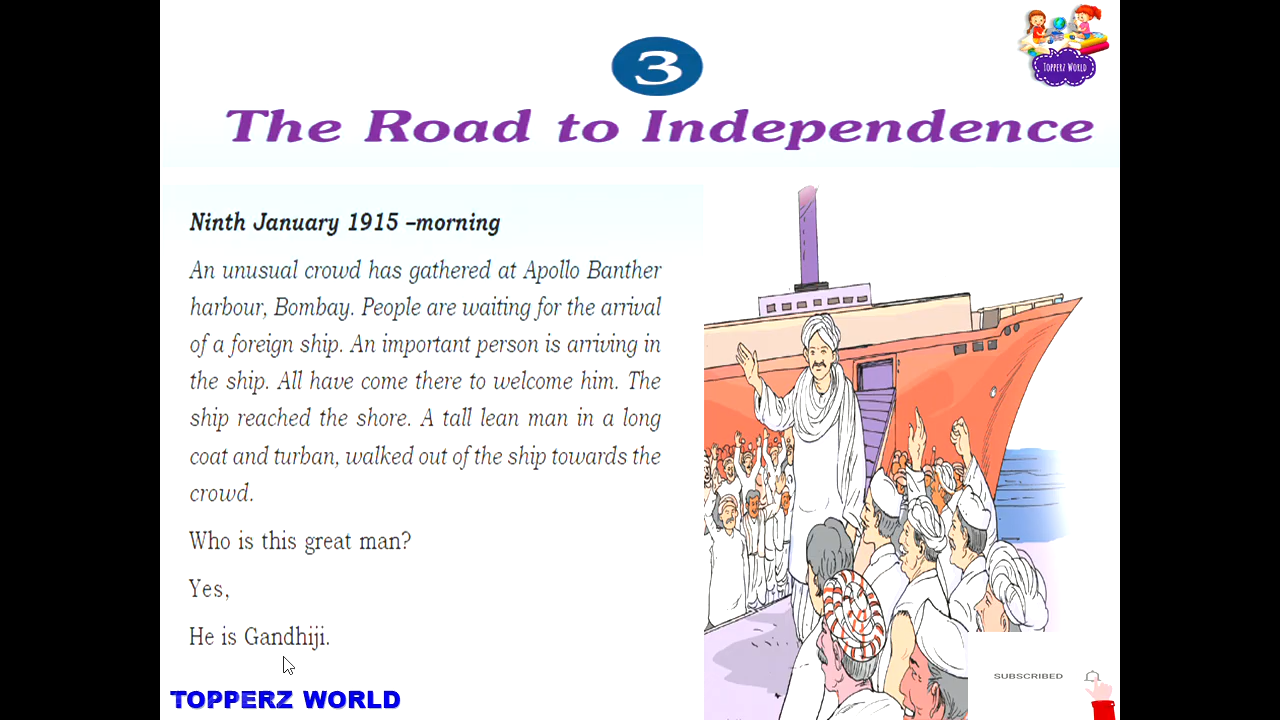 3
TOPPERZ WORLD
The Road to Independence
Ninth January 1915 –morning
An unusual crowd has gathered at Apollo Banther
harbour, Bombay. People are waiting for the arrival
of a foreign ship. An important person is arriving in
the ship. All have come there to welcome him. The
ship reached the shore. A tall lean man in a long
coat and turban, walked out of the ship towards the
crowd.
Who is this great man?
Yes,
He is Gandhiji.
TOPPERZ WORLD
SUBSCRIBED